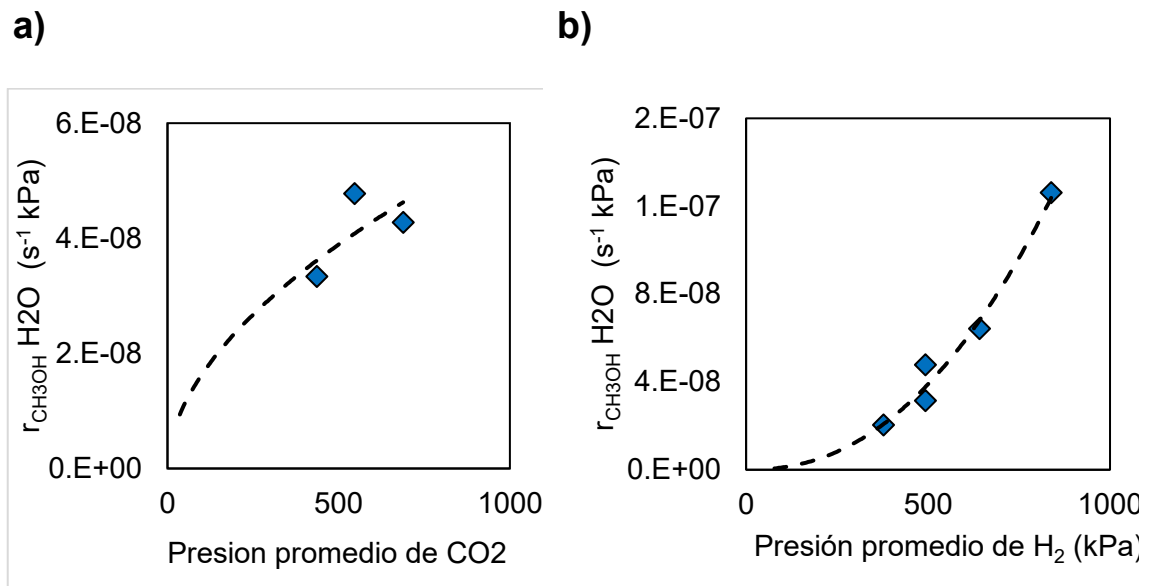 a)
6.E-08
4.E-08
2.E-08
0.E+00
0 500 1000
r_CH3OH H2O (s⁻¹ kPa)
Presion promedio de CO2
b)
2.E-07
1.E-07
8.E-08
4.E-08
0.E+00
0 500 1000
r_CH3OH H2O (s⁻¹ kPa)
Presión promedio de H₂ (kPa)